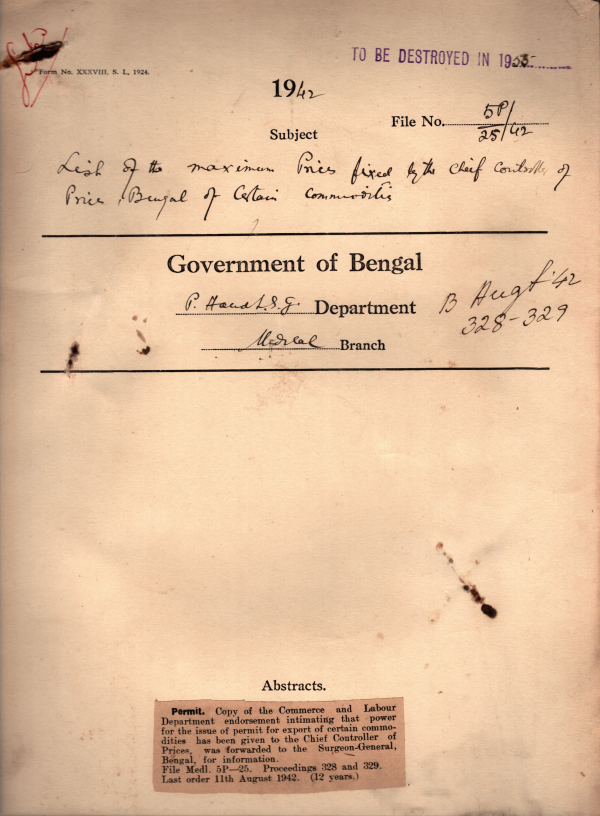 TO BE DESTROYED IN 1955
Form No. XXXVIII, S. I., 1924.
1942
File No. 5P/25/42
Subject
List of the maximum Prices fixed by the Chief Controller of
Prices, Bengal of Certain Commodities
Government of Bengal
P. H. and L.S.G. Department
Medical Branch
B Augt '42
328-329
Abstracts.
Permit. Copy of the Commerce and Labour
Department endorsement intimating that power
for the issue of permit for export of certain commo-
dities has been given to the Chief Controller of
Prices, was forwarded to the Surgeon-General,
Bengal, for information.
File Medl. 5P—25. Proceedings 328 and 329.
Last order 11th August 1942. (12 years.)